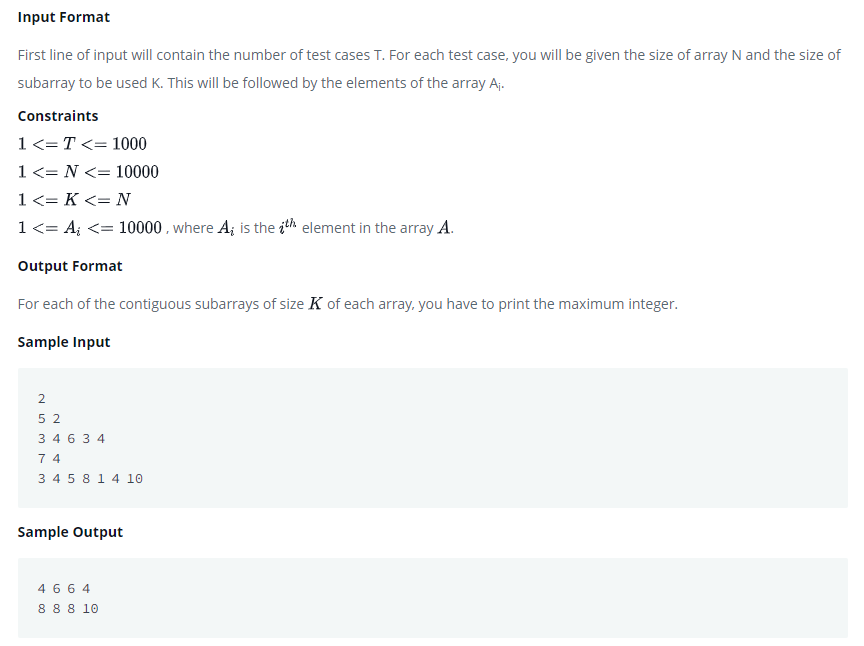 Input Format
First line of input will contain the number of test cases T. For each test case, you will be given the size of array N and the size of
subarray to be used K. This will be followed by the elements of the array Ai.
Constraints
1 <= T <= 1000
1 <= N <= 10000
1 <= K <= N
1 <= Ai <= 10000 , where Ai is the ith element in the array A.
Output Format
For each of the contiguous subarrays of size K of each array, you have to print the maximum integer.
Sample Input
2
5 2
3 4 6 3 4
7 4
3 4 5 8 1 4 10
Sample Output
4 6 6 4
8 8 8 10